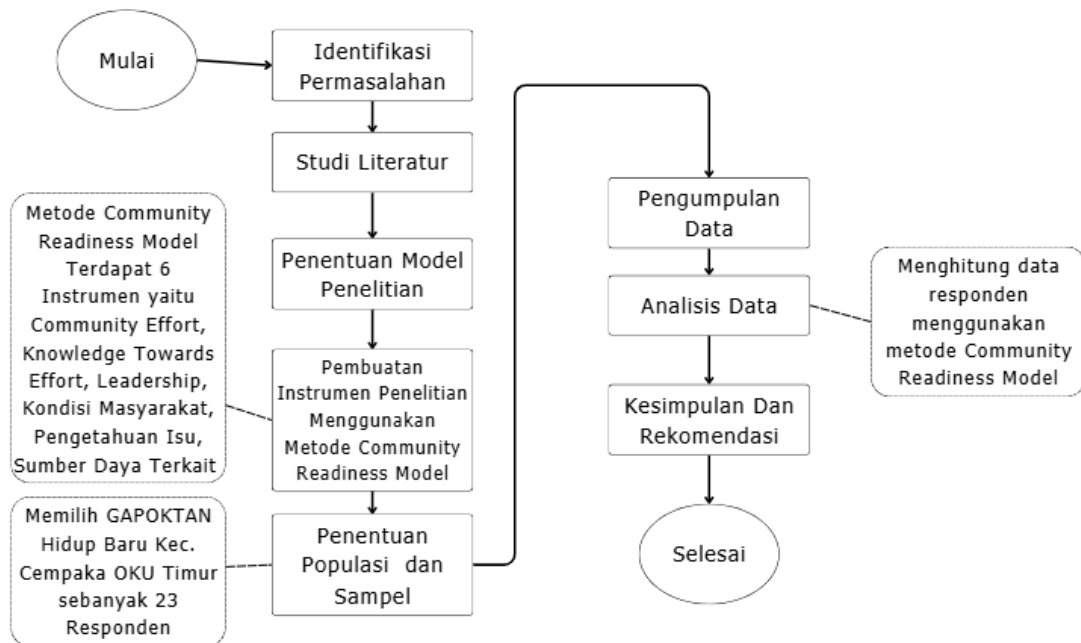 Mulai
Identifikasi
Permasalahan
Studi Literatur
Penentuan Model
Penelitian
Metode Community
Readiness Model
Terdapat 6
Instrumen yaitu
Community Effort,
Knowledge Towards
Effort, Leadership,
Kondisi Masyarakat,
Pengetahuan Isu,
Sumber Daya Terkait
Pembuatan
Instrumen Penelitian
Menggunakan
Metode Community
Readiness Model
Memilih GAPOKTAN
Hidup Baru Kec.
Cempaka OKU Timur
sebanyak 23
Responden
Penentuan
Populasi dan
Sampel
Pengumpulan
Data
Analisis Data
Menghitung data
responden
menggunakan
metode Community
Readiness Model
Kesimpulan Dan
Rekomendasi
Selesai